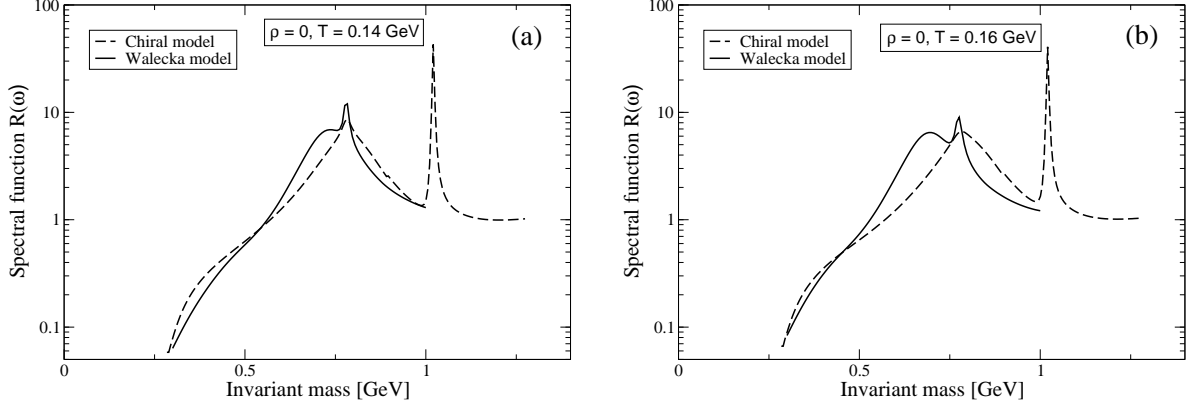 ρ = 0, T = 0.14 GeV
(a)
Chiral model
Walecka model
Spectral function R(ω)
100
10
1
0.1
0
0.5
1
Invariant mass [GeV]
ρ = 0, T = 0.16 GeV
(b)
Chiral model
Walecka model
Spectral function R(ω)
100
10
1
0.1
0
0.5
1
Invariant mass [GeV]